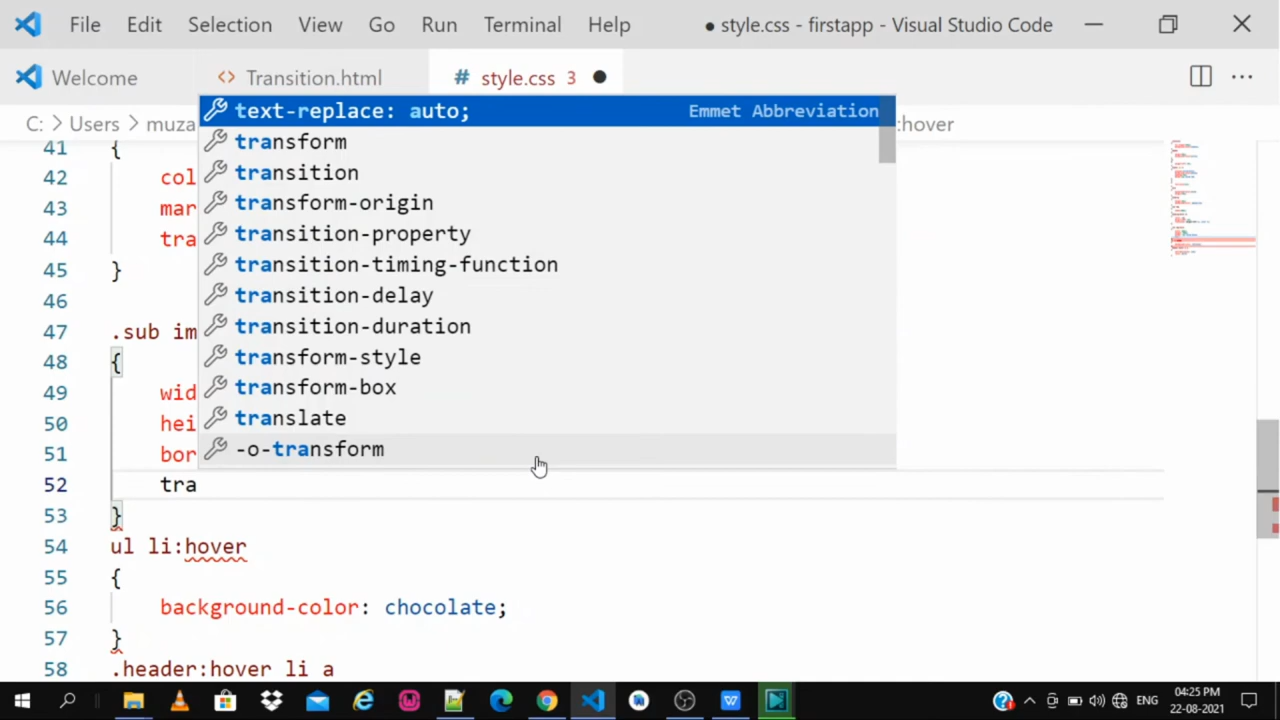 File Edit Selection View Go Run Terminal Help ● style.css - firstapp - Visual Studio Code
Welcome <> Transition.html # style.css 3
C: > Users > muza :hover
text-replace: auto; Emmet Abbreviation
transform
transition
transform-origin
transition-property
transition-timing-function
transition-delay
transition-duration
transform-style
transform-box
translate
-o-transform
41 {
42 col
43 mar
44 tra
45 }
46
47 .sub im
48 {
49 wid
50 hei
51 bor
52 tra
53 }
54 ul li:hover
55 {
56 background-color: chocolate;
57 }
58 .header:hover li a
ENG 04:25 PM
22-08-2021